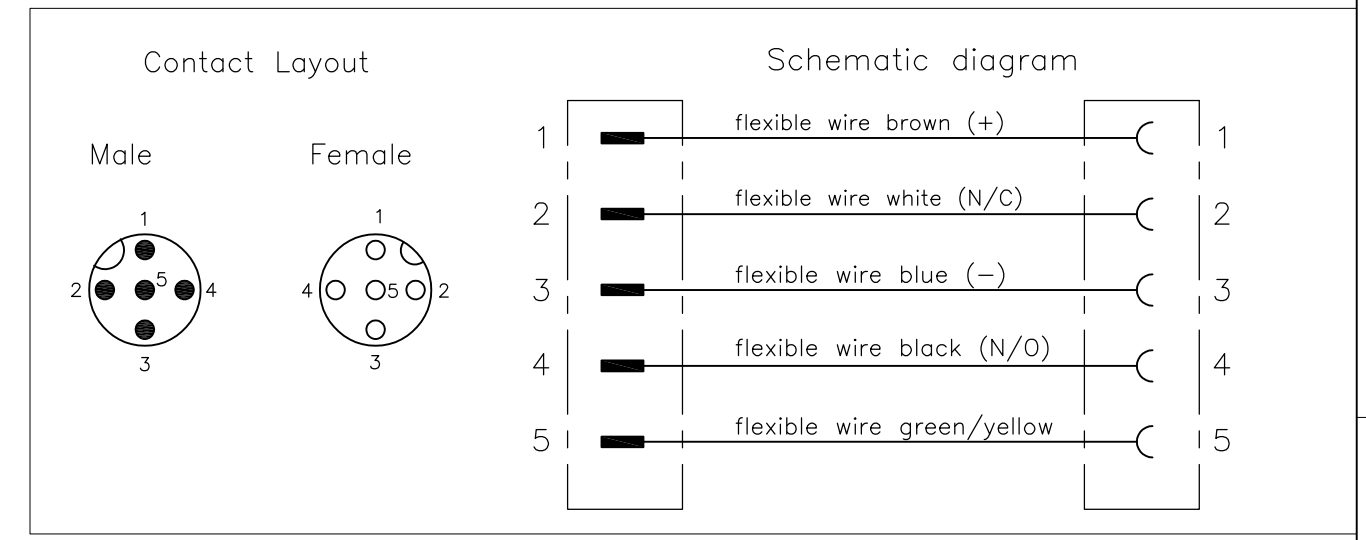 Contact Layout
Male
Female
1
2
5
4
3
1
4
5
2
3
Schematic diagram
1 flexible wire brown (+) 1
2 flexible wire white (N/C) 2
3 flexible wire blue (−) 3
4 flexible wire black (N/O) 4
5 flexible wire green/yellow 5